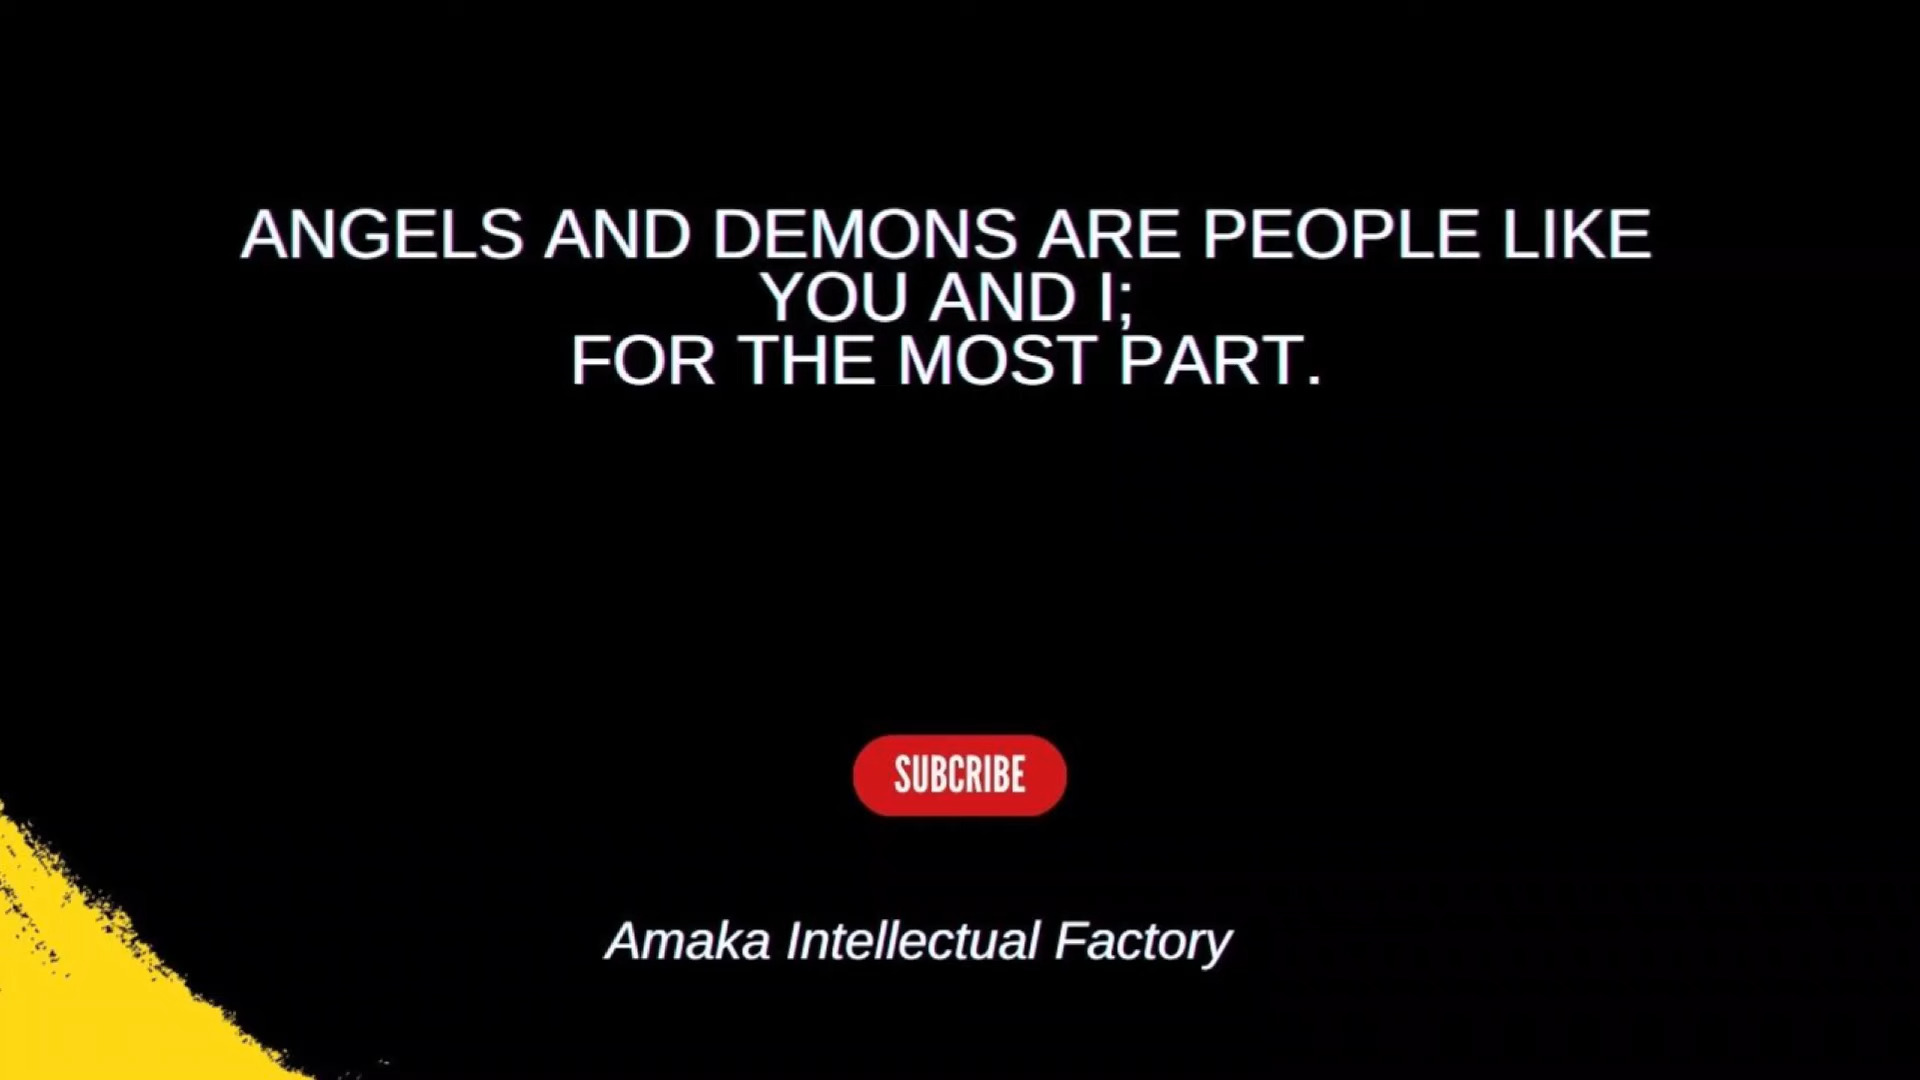 ANGELS AND DEMONS ARE PEOPLE LIKE
YOU AND I;
FOR THE MOST PART.
SUBCRIBE
Amaka Intellectual Factory